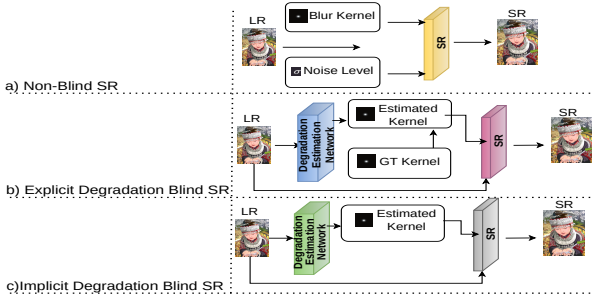 LR
Blur Kernel
SR
SR
Noise Level
a) Non-Blind SR
LR
Degradation
Estimation
Network
Estimated
Kernel
GT Kernel
SR
SR
b) Explicit Degradation Blind SR
LR
Degradation
Estimation
Network
Estimated
Kernel
SR
SR
c)Implicit Degradation Blind SR